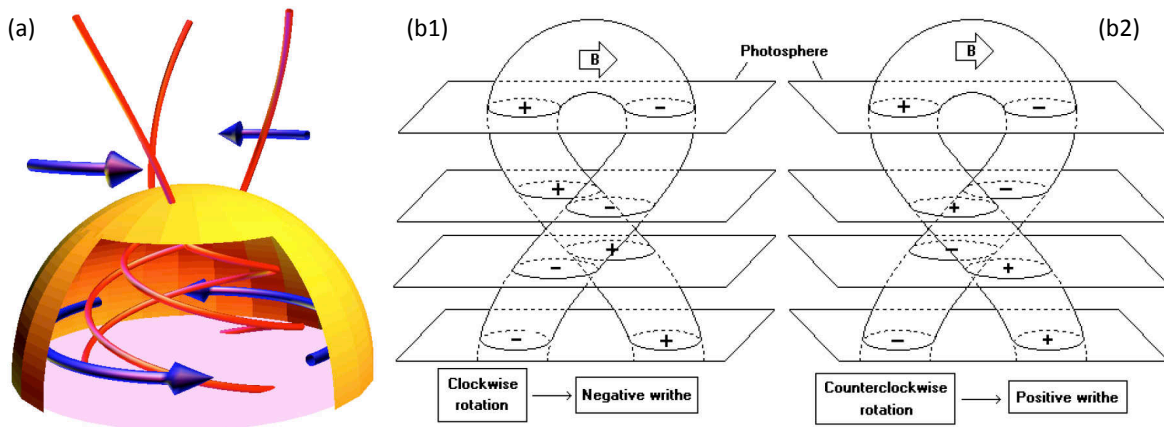 (a)
(b1)
(b2)
Photosphere
B
B
+
−
+
−
+
−
−
+
+
−
−
+
−
+
−
+
Clockwise
rotation
Negative writhe
Counterclockwise
rotation
Positive writhe